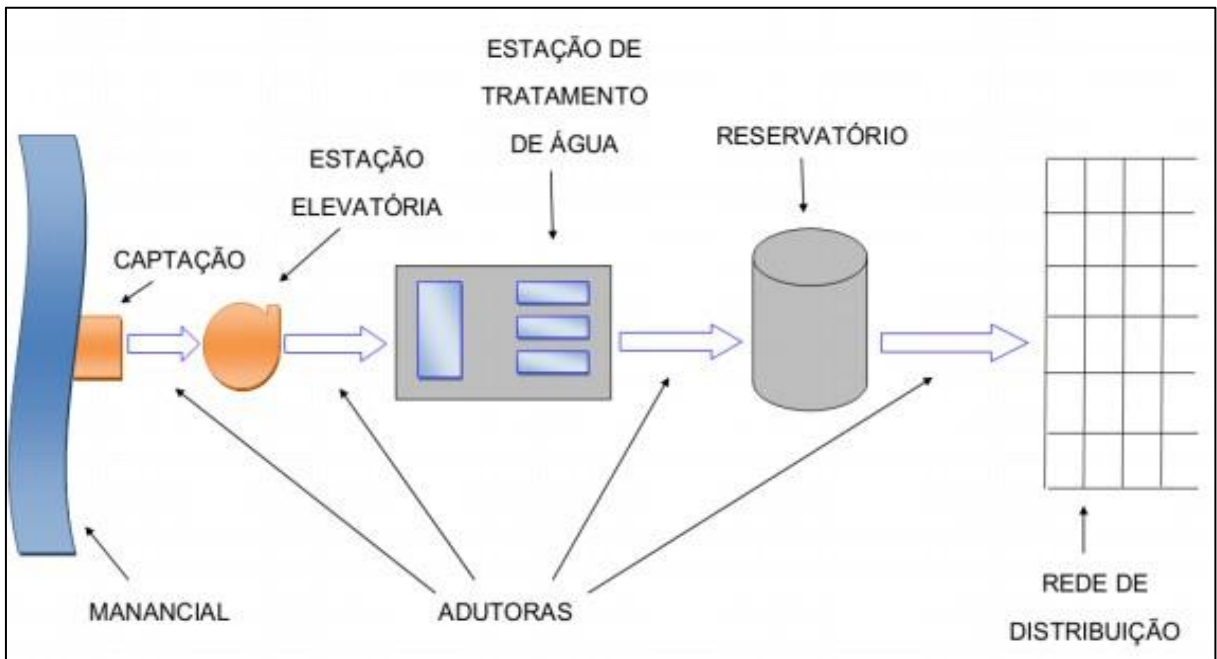 ESTAÇÃO DE
TRATAMENTO
DE ÁGUA
RESERVATÓRIO
ESTAÇÃO
ELEVATÓRIA
CAPTAÇÃO
MANANCIAL
ADUTORAS
REDE DE
DISTRIBUIÇÃO